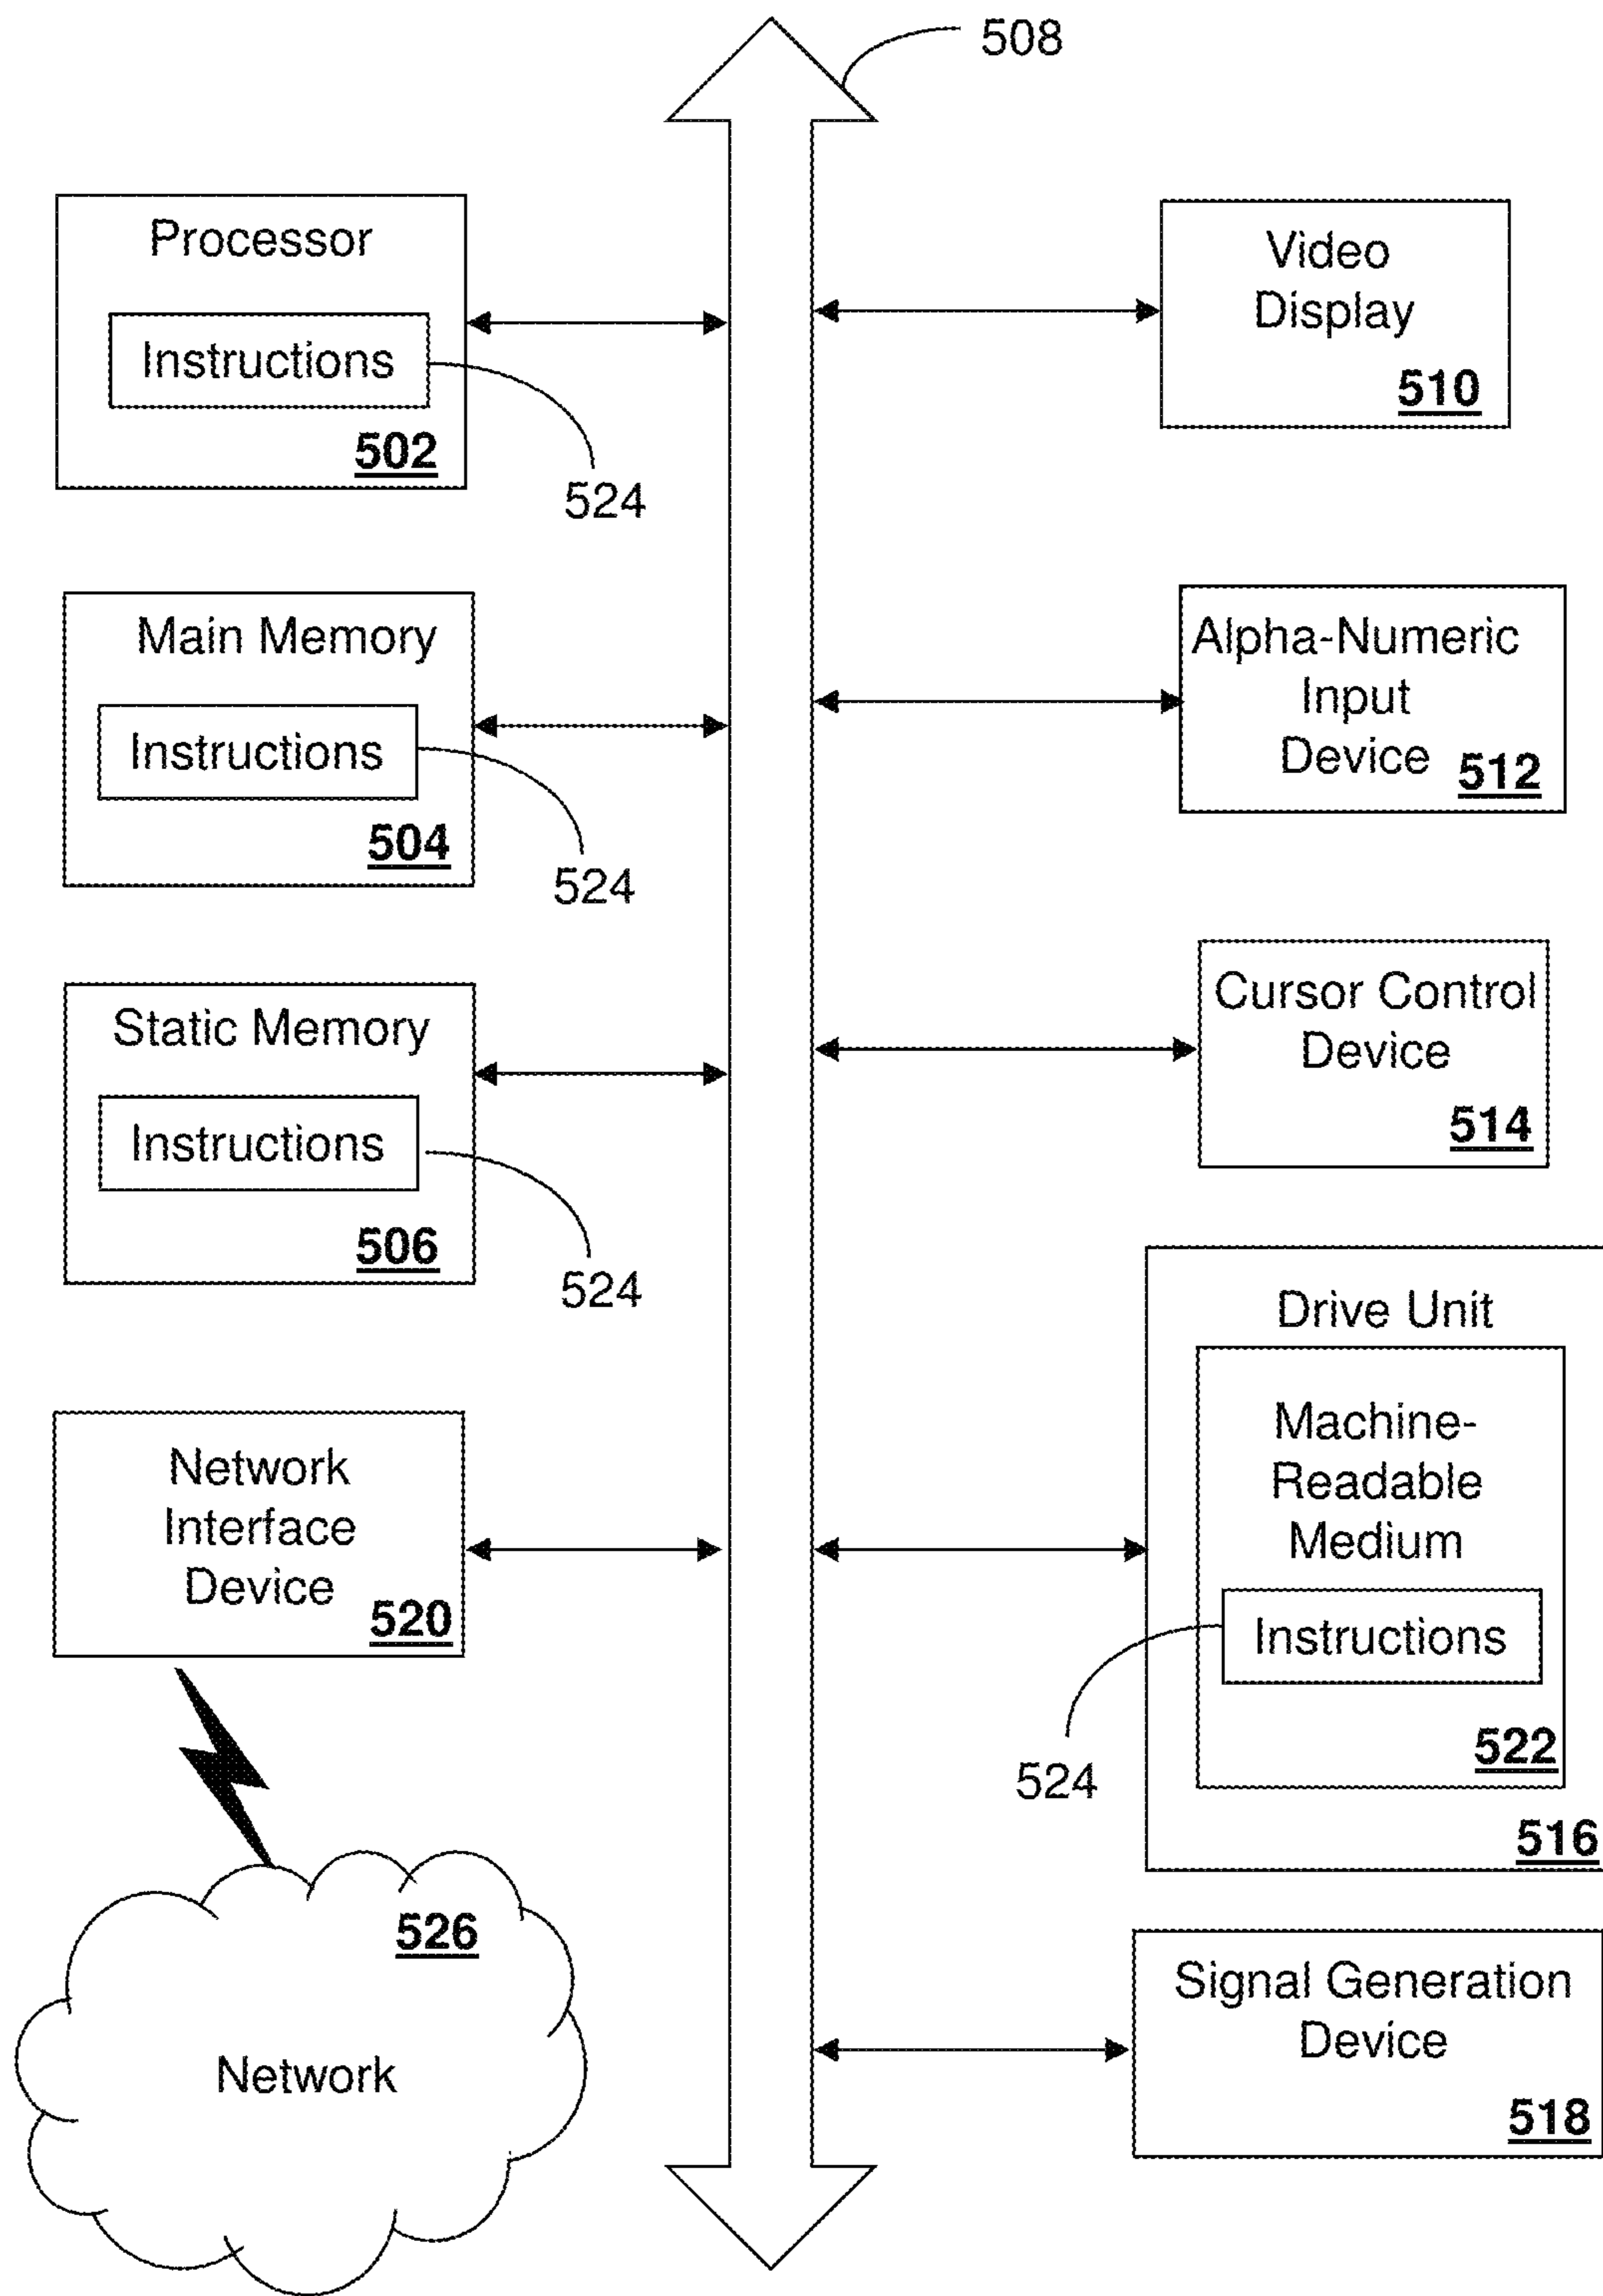 508
Processor
Instructions
502
524
Main Memory
Instructions
504
524
Static Memory
Instructions
506
524
Network
Interface
Device
520
526
Network
Video
Display
510
Alpha-Numeric
Input
Device
512
Cursor Control
Device
514
Drive Unit
Machine-
Readable
Medium
Instructions
522
524
516
Signal Generation
Device
518